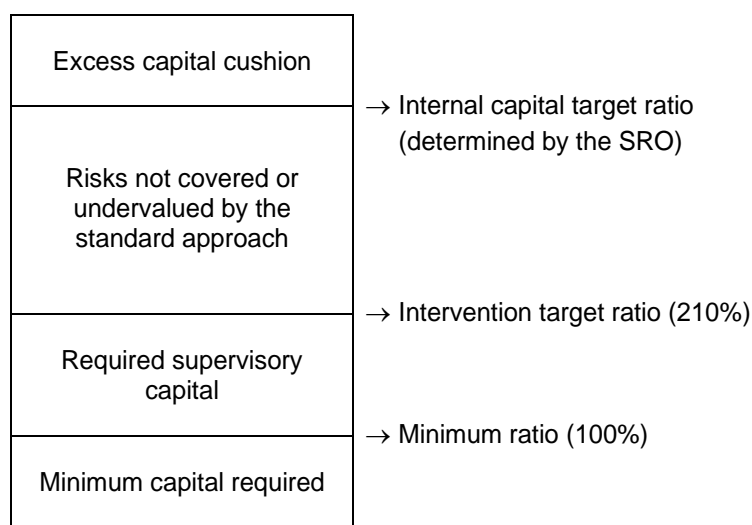 Excess capital cushion
→ Internal capital target ratio
(determined by the SRO)
Risks not covered or
undervalued by the
standard approach
→ Intervention target ratio (210%)
Required supervisory
capital
→ Minimum ratio (100%)
Minimum capital required